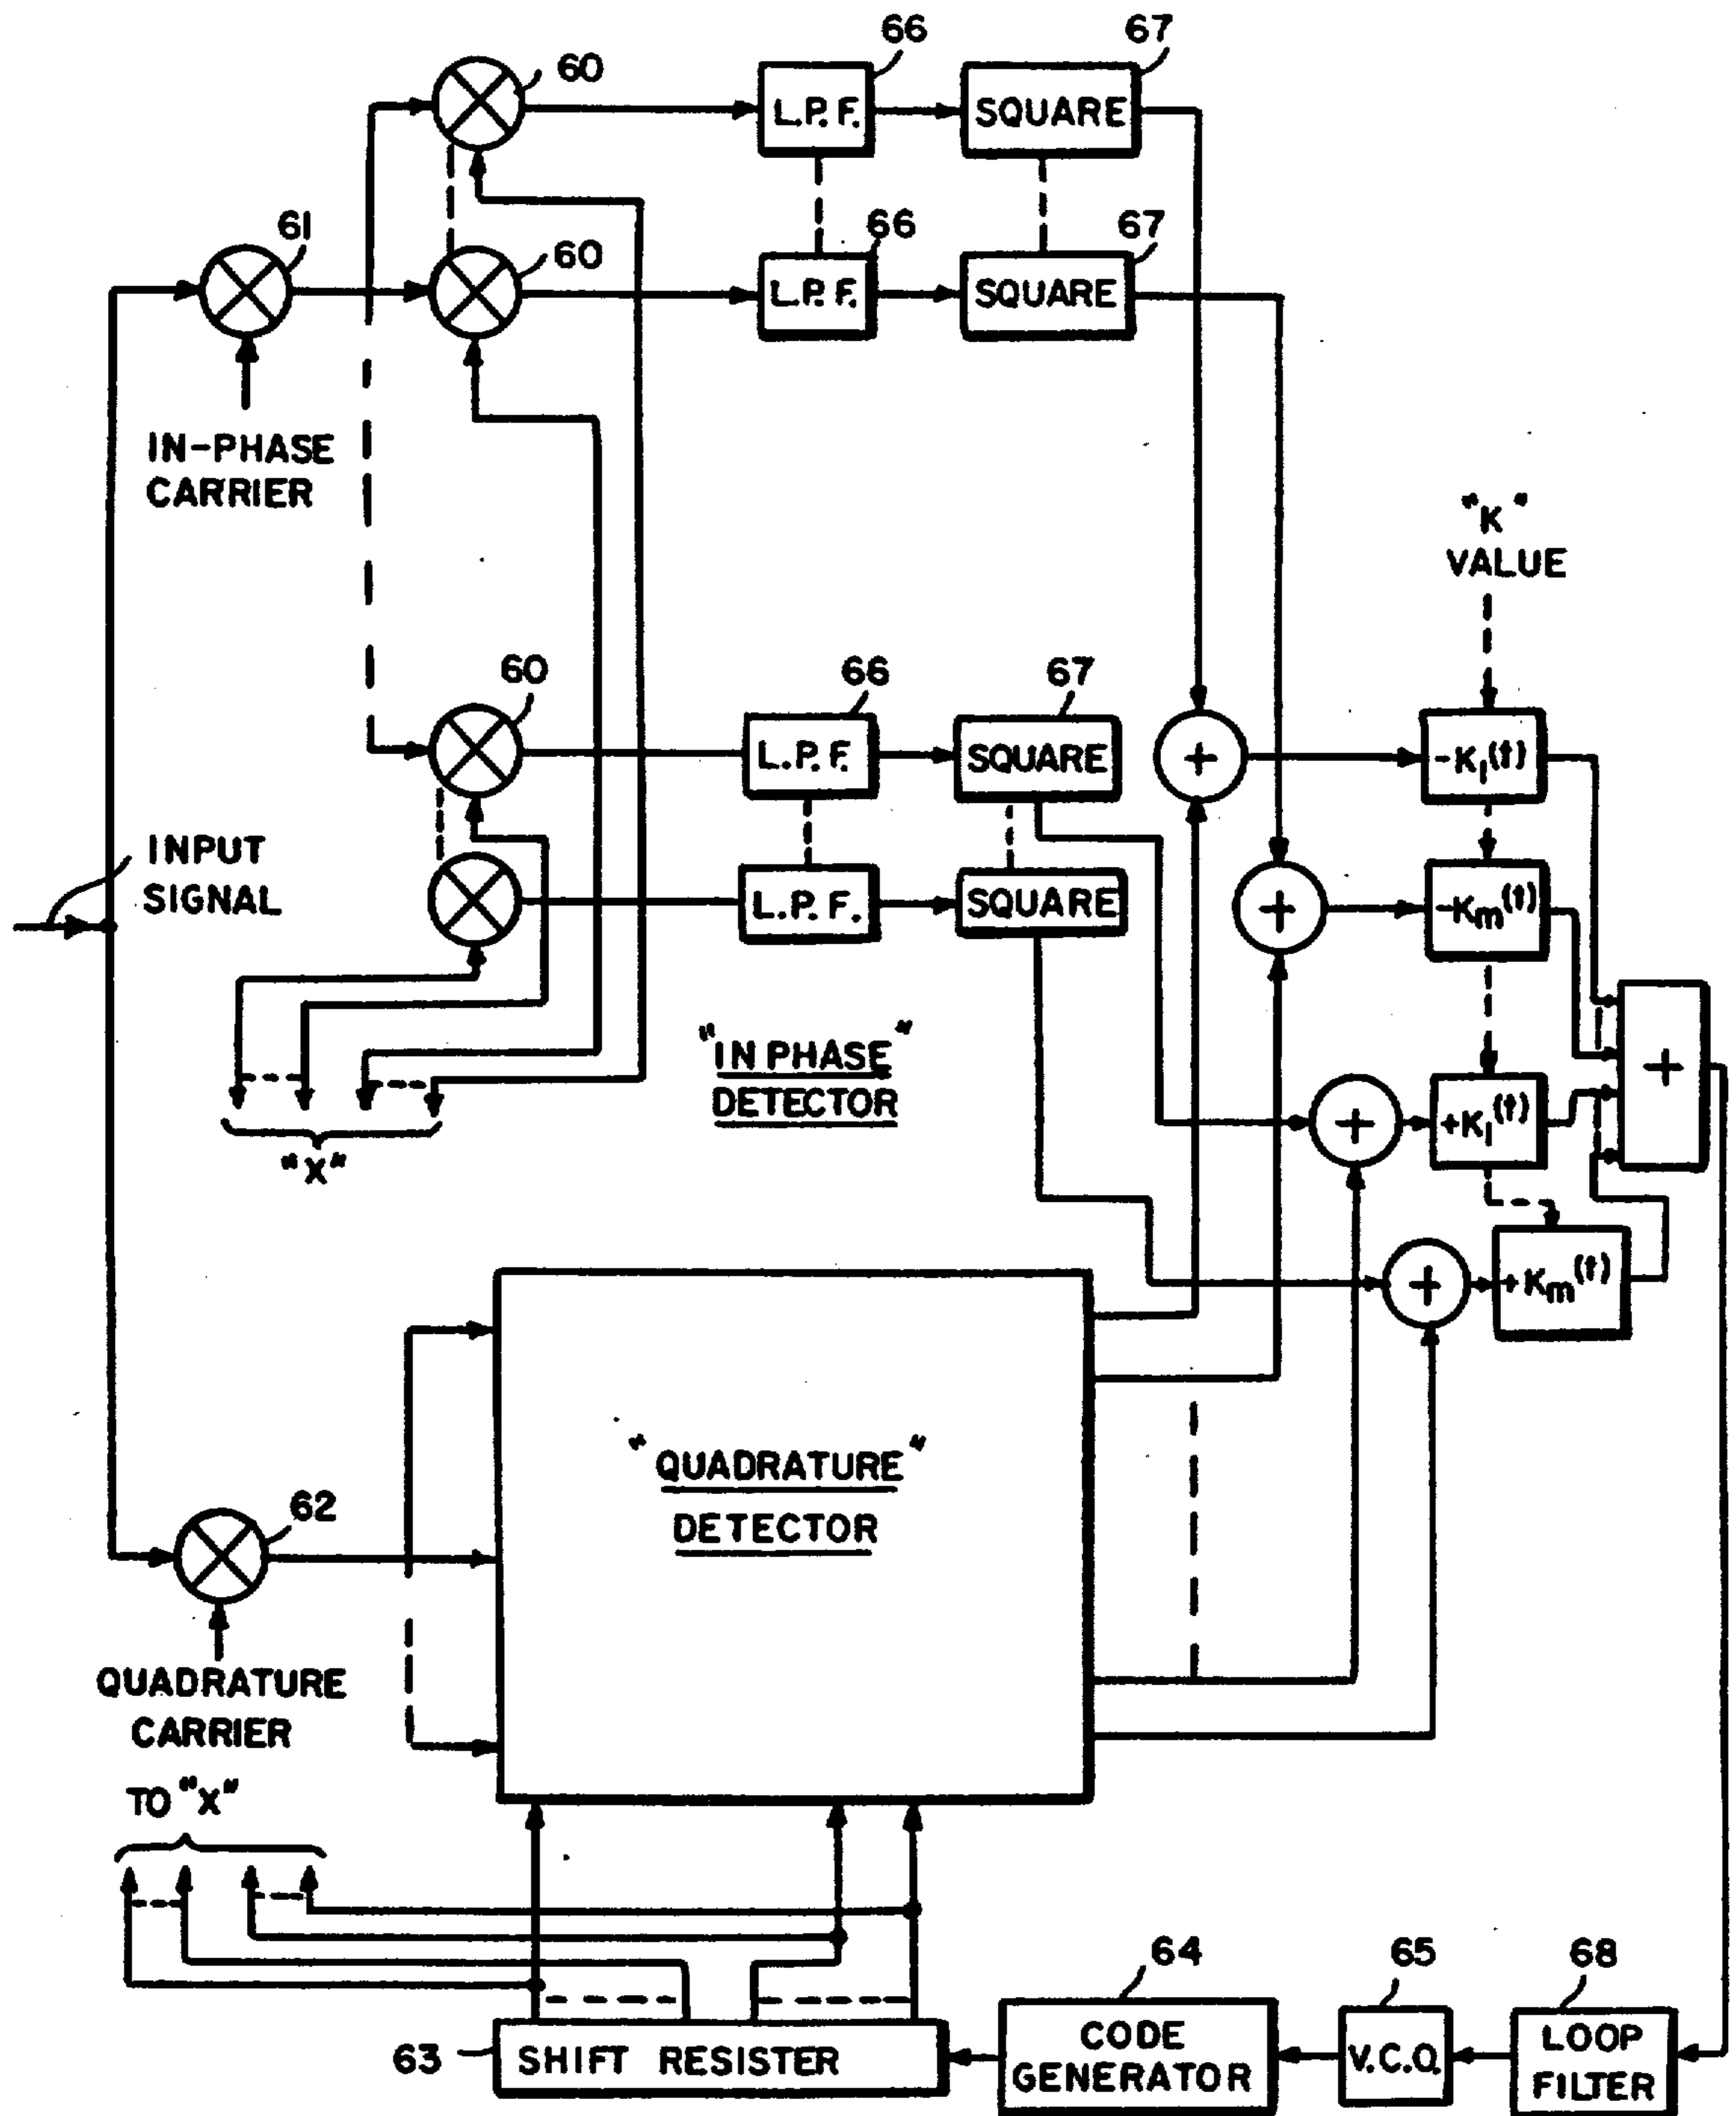 66
67
60
L.P.F.
SQUARE
61
60
66
67
L.P.F.
SQUARE
IN-PHASE
CARRIER
"K"
VALUE
60
66
67
L.P.F.
SQUARE
+
-K₁(t)
INPUT
SIGNAL
L.P.F.
SQUARE
+
-Kₘ(t)
"IN PHASE"
DETECTOR
+
+K₁(t)
+
"X"
+
+Kₘ(t)
"QUADRATURE"
DETECTOR
62
QUADRATURE
CARRIER
TO "X"
64
65
68
63
SHIFT RESISTER
CODE
GENERATOR
V.C.O.
LOOP
FILTER